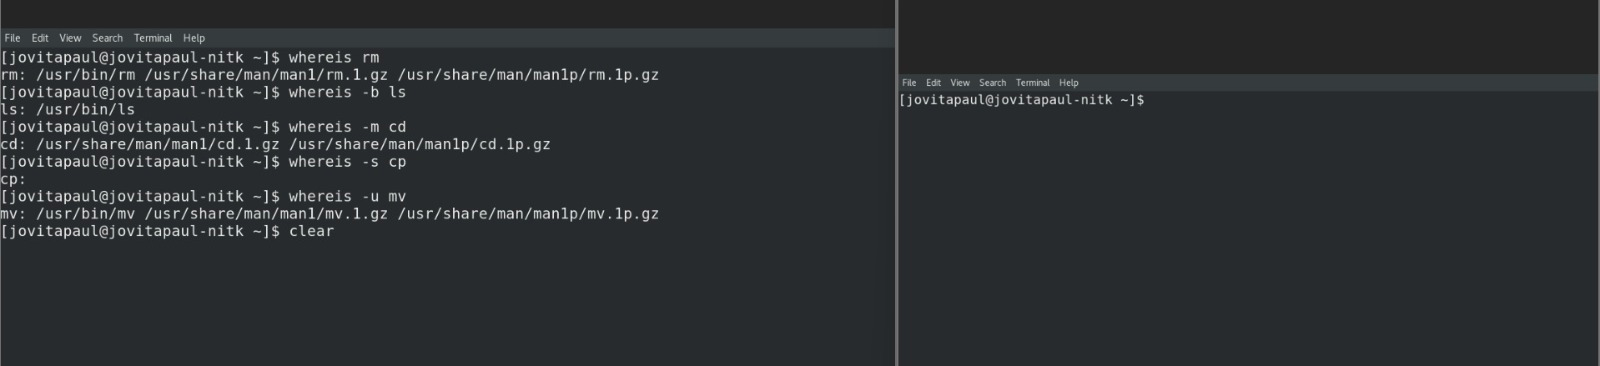 File Edit View Search Terminal Help
[jovitapaul@jovitapaul-nitk ~]$ whereis rm
rm: /usr/bin/rm /usr/share/man/man1/rm.1.gz /usr/share/man/man1p/rm.1p.gz
[jovitapaul@jovitapaul-nitk ~]$ whereis -b ls
ls: /usr/bin/ls
[jovitapaul@jovitapaul-nitk ~]$ whereis -m cd
cd: /usr/share/man/man1/cd.1.gz /usr/share/man/man1p/cd.1p.gz
[jovitapaul@jovitapaul-nitk ~]$ whereis -s cp
cp:
[jovitapaul@jovitapaul-nitk ~]$ whereis -u mv
mv: /usr/bin/mv /usr/share/man/man1/mv.1.gz /usr/share/man/man1p/mv.1p.gz
[jovitapaul@jovitapaul-nitk ~]$ clear
File Edit View Search Terminal Help
[jovitapaul@jovitapaul-nitk ~]$